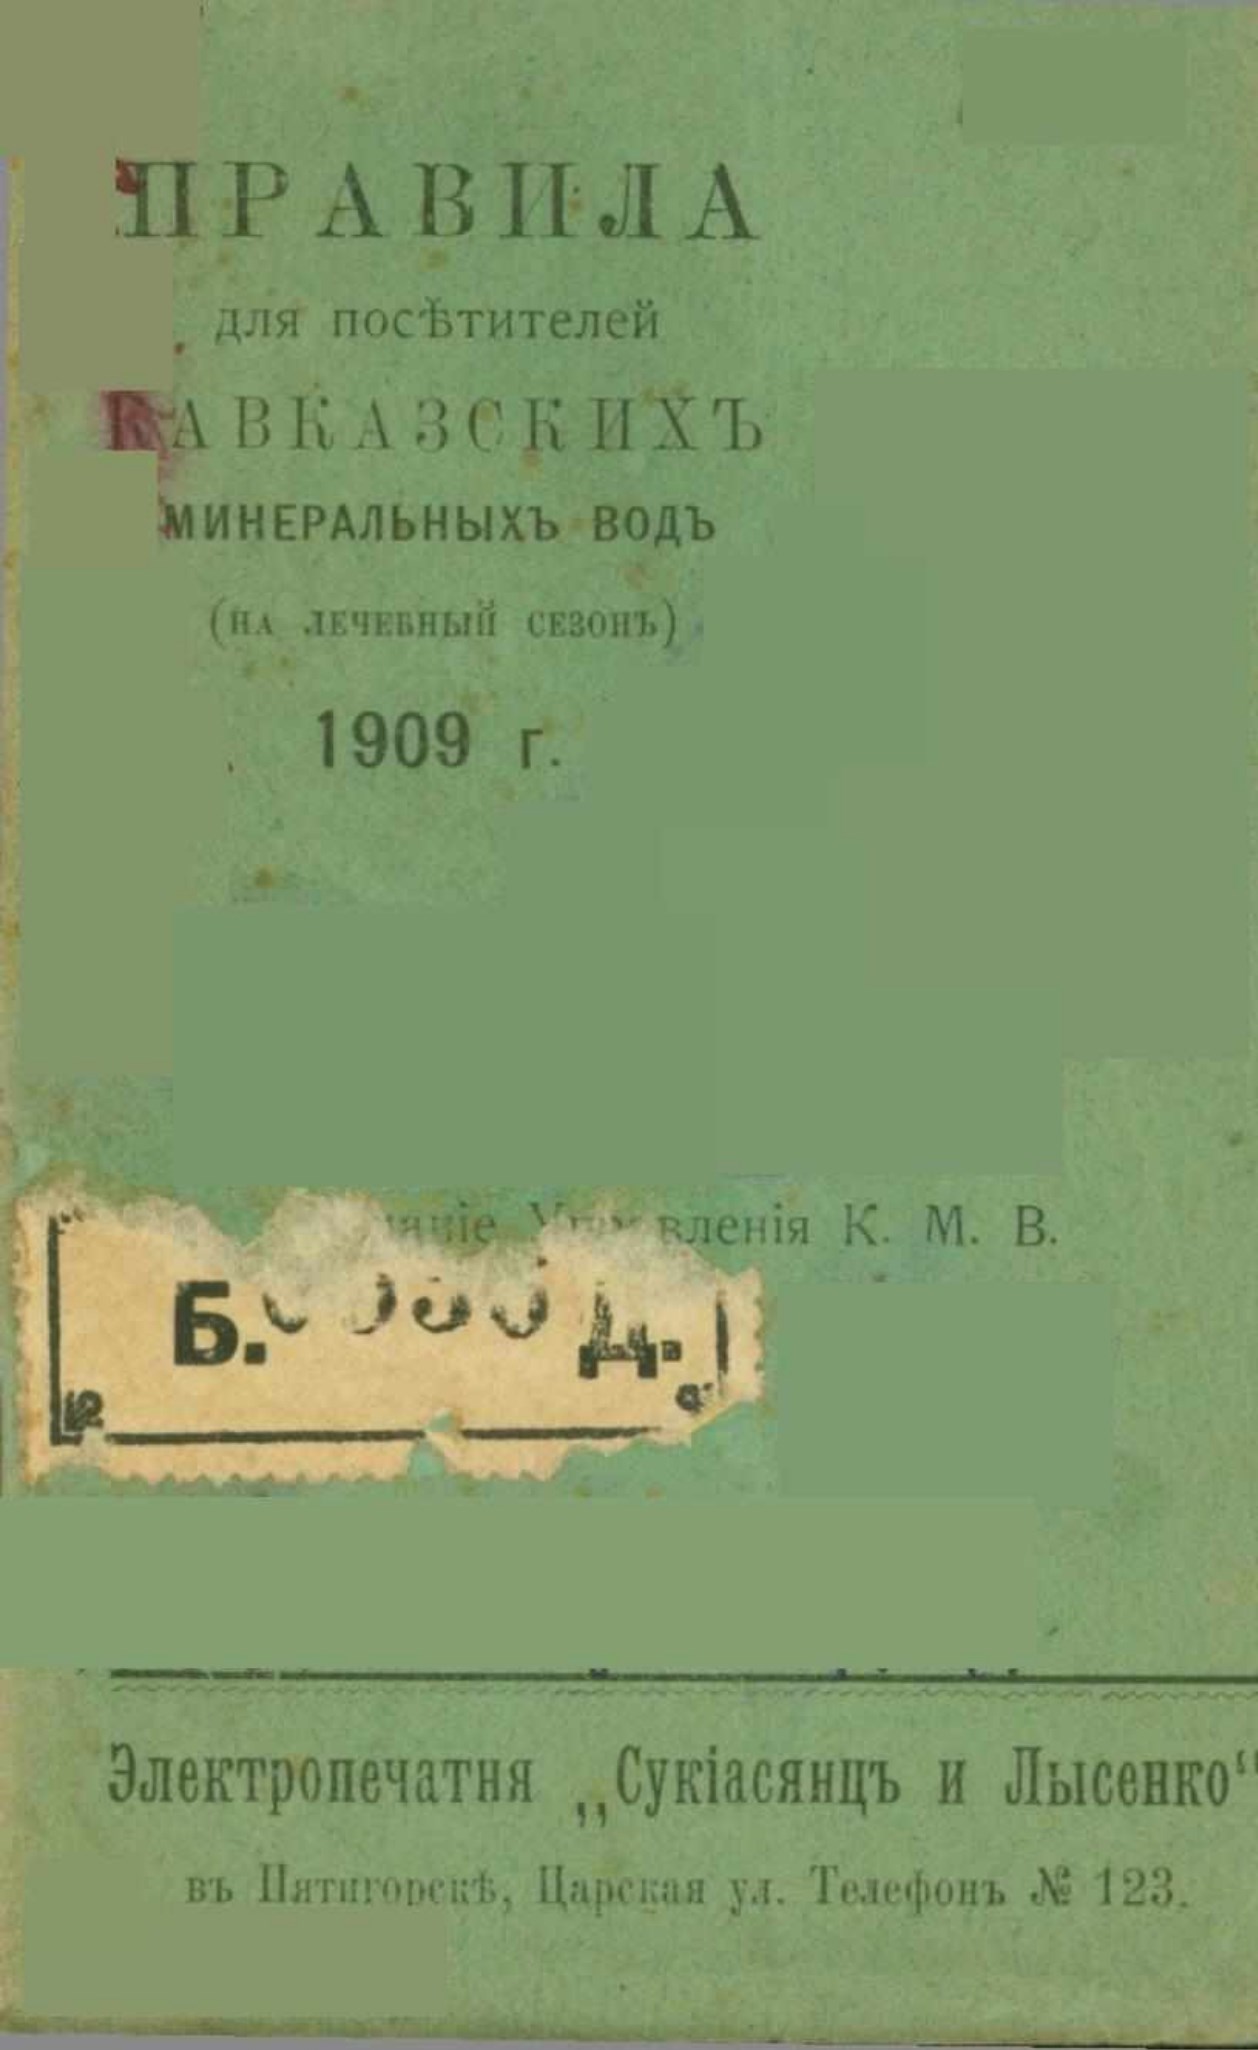 ПРАВИЛА
для посѣтителей
КАВКАЗСКИХЪ
МИНЕРАЛЬНЫХЪ ВОДЪ
(НА ЛЕЧЕБНЫЙ СЕЗОНЪ)
1909 г.
К. М. В.
Б. Д.
Электропечатня „Сукіасянцъ и Лысенко“
въ Пятигорскѣ, Царская ул. Телефонъ № 123.